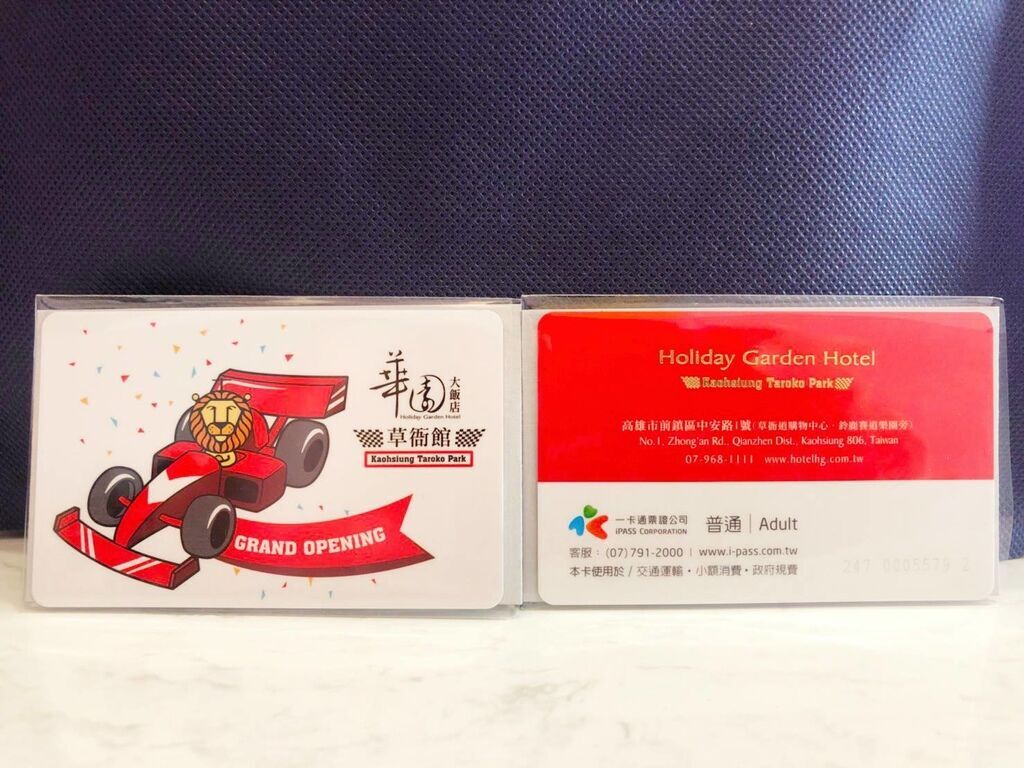 華園
大飯店
Holiday Garden Hotel
草衙館
Kaohsiung Taroko Park
GRAND OPENING
Holiday Garden Hotel
Kaohsiung Taroko Park
高雄市前鎮區中安路1號(草衙道購物中心‧鈴鹿賽道樂園旁)
No.1, Zhong'an Rd., Qianzhen Dist., Kaohsiung 806, Taiwan
07-968-1111 www.hotelhg.com.tw
一卡通票證公司
iPASS CORPORATION
普通 | Adult
客服：(07)791-2000 | www.i-pass.com.tw
本卡使用於 / 交通運輸‧小額消費‧政府規費
247 0205579 2